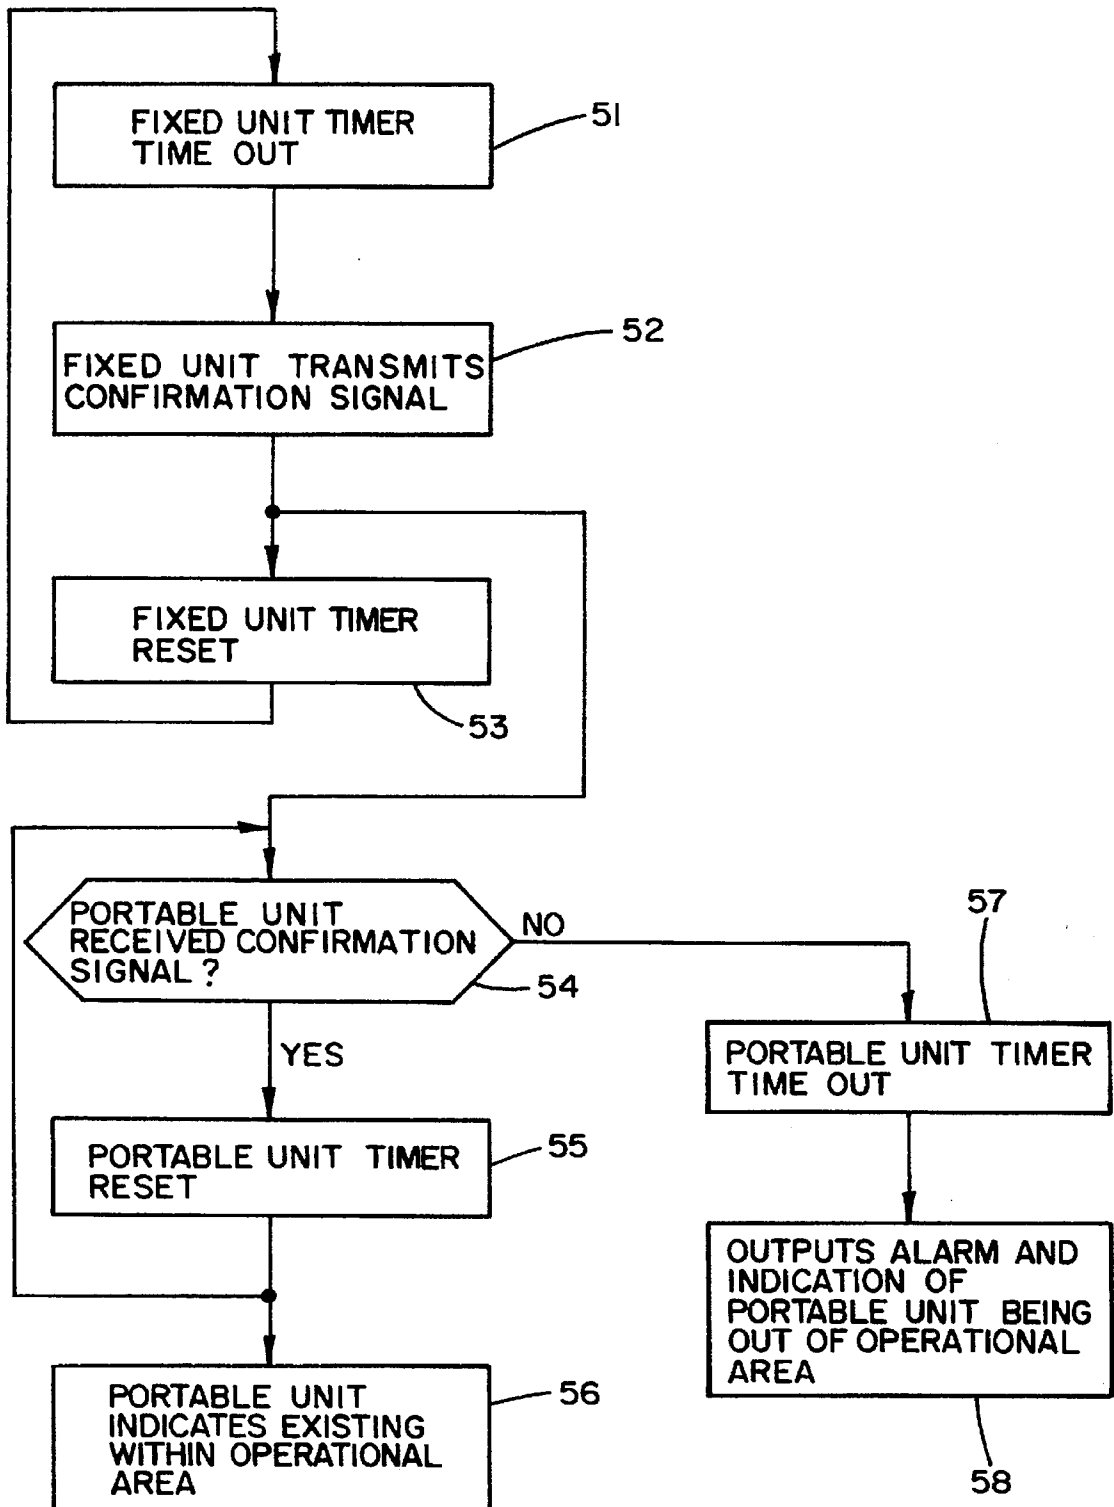 FIXED UNIT TIMER
TIME OUT
51
FIXED UNIT TRANSMITS
CONFIRMATION SIGNAL
52
FIXED UNIT TIMER
RESET
53
PORTABLE UNIT
RECEIVED CONFIRMATION
SIGNAL?
54
NO
YES
PORTABLE UNIT TIMER
RESET
55
PORTABLE UNIT
INDICATES EXISTING
WITHIN OPERATIONAL
AREA
56
57
PORTABLE UNIT TIMER
TIME OUT
OUTPUTS ALARM AND
INDICATION OF
PORTABLE UNIT BEING
OUT OF OPERATIONAL
AREA
58